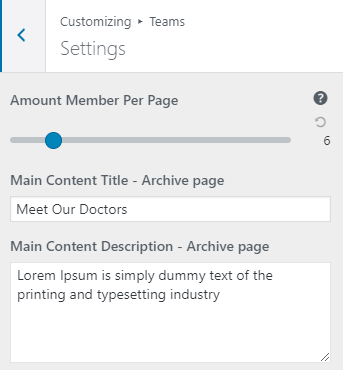 Customizing ▸ Teams
Settings
Amount Member Per Page
6
Main Content Title - Archive page
Meet Our Doctors
Main Content Description - Archive page
Lorem Ipsum is simply dummy text of the
printing and typesetting industry